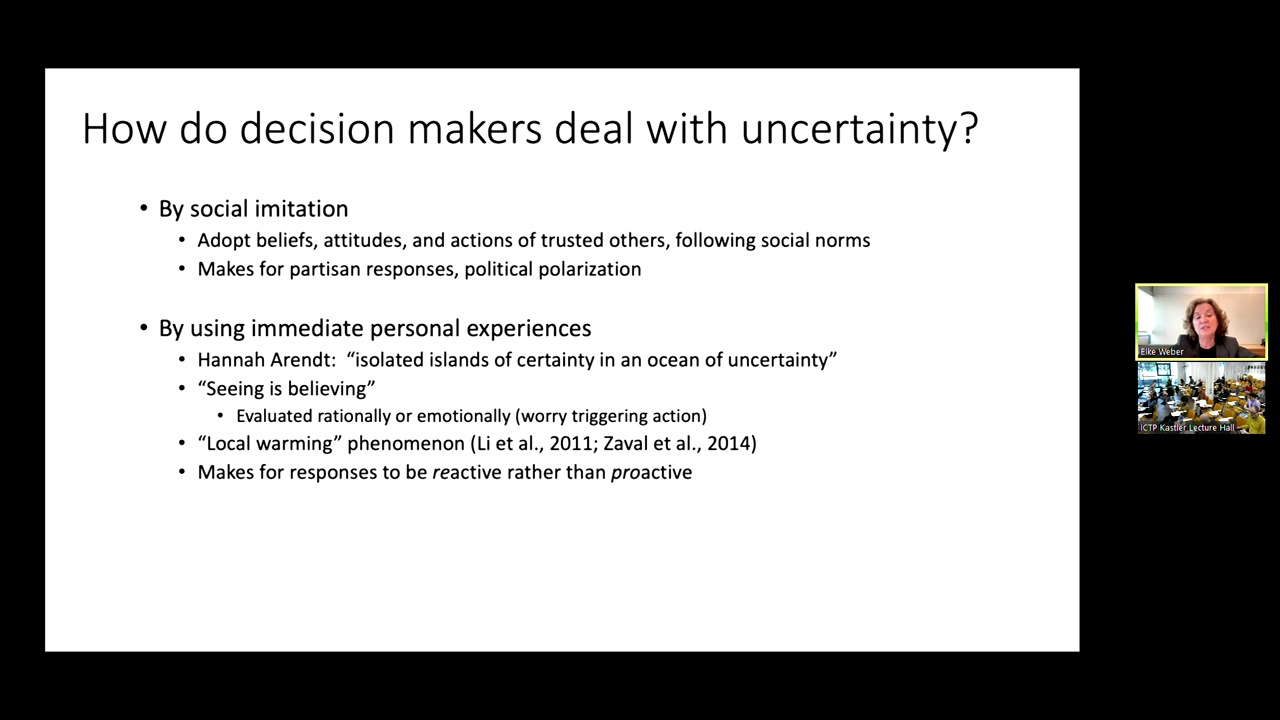 How do decision makers deal with uncertainty?
• By social imitation
• Adopt beliefs, attitudes, and actions of trusted others, following social norms
• Makes for partisan responses, political polarization
• By using immediate personal experiences
• Hannah Arendt: “isolated islands of certainty in an ocean of uncertainty”
• “Seeing is believing”
• Evaluated rationally or emotionally (worry triggering action)
• “Local warming” phenomenon (Li et al., 2011; Zaval et al., 2014)
• Makes for responses to be reactive rather than proactive
Elke Weber
ICTP Kastler Lecture Hall